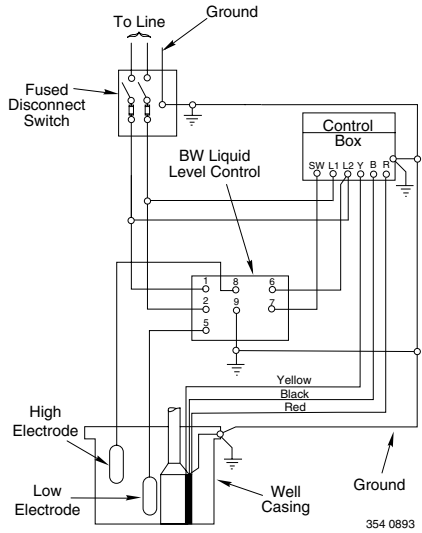 To Line
Ground
Fused
Disconnect
Switch
BW Liquid
Level Control
Control
Box
SW L1 L2 Y B R
1 8 6
2 9 7
5
Yellow
Black
Red
High
Electrode
Low
Electrode
Well
Casing
Ground
354 0893